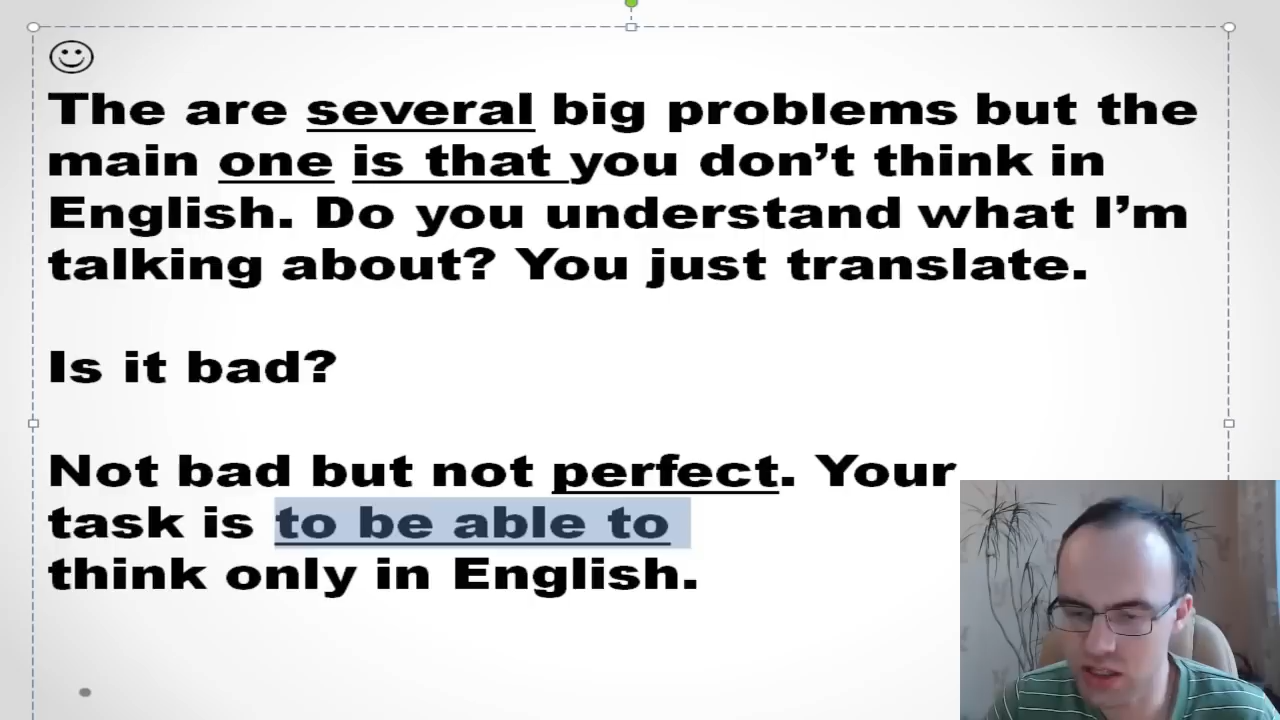 The are several big problems but the
main one is that you don’t think in
English. Do you understand what I’m
talking about? You just translate.
Is it bad?
Not bad but not perfect. Your
task is to be able to
think only in English.